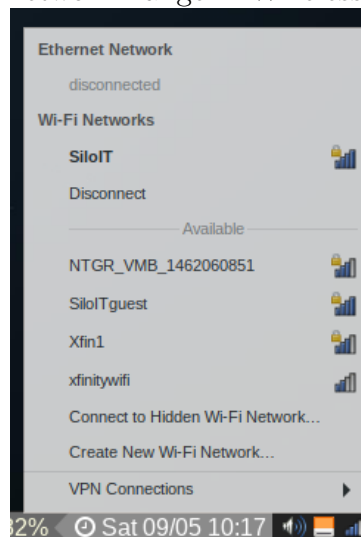 Ethernet Network
disconnected
Wi-Fi Networks
SiloIT
Disconnect
Available
NTGR_VMB_1462060851
SiloITguest
Xfin1
xfinitywifi
Connect to Hidden Wi-Fi Network...
Create New Wi-Fi Network...
VPN Connections
32% Sat 09/05 10:17